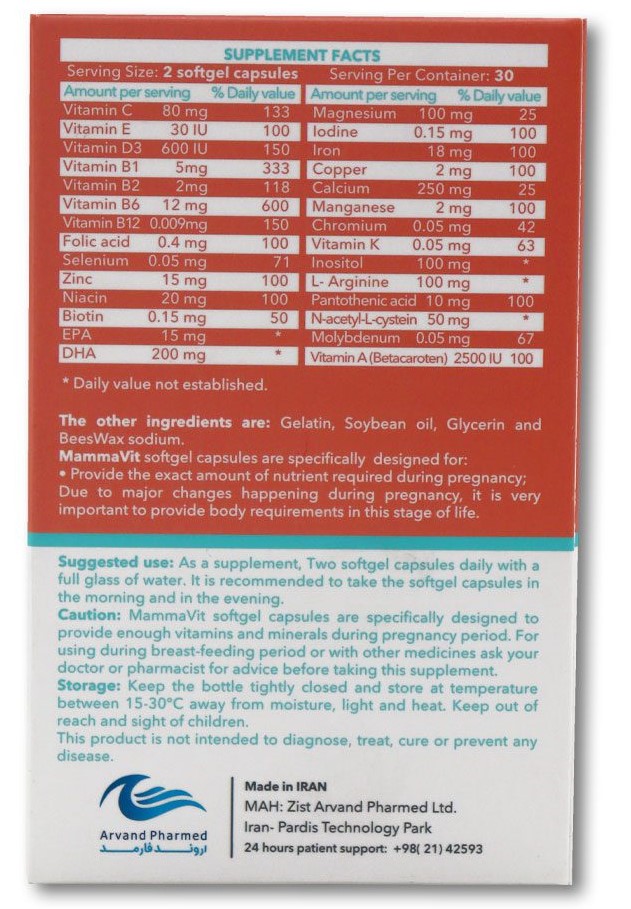 SUPPLEMENT FACTS
Serving Size: 2 softgel capsules Serving Per Container: 30
Amount per serving % Daily value Amount per serving % Daily value
Vitamin C 80 mg 133 Magnesium 100 mg 25
Vitamin E 30 IU 100 Iodine 0.15 mg 100
Vitamin D3 600 IU 150 Iron 18 mg 100
Vitamin B1 5mg 333 Copper 2 mg 100
Vitamin B2 2mg 118 Calcium 250 mg 25
Vitamin B6 12 mg 600 Manganese 2 mg 100
Vitamin B12 0.009mg 150 Chromium 0.05 mg 42
Folic acid 0.4 mg 100 Vitamin K 0.05 mg 63
Selenium 0.05 mg 71 Inositol 100 mg *
Zinc 15 mg 100 L- Arginine 100 mg *
Niacin 20 mg 100 Pantothenic acid 10 mg 100
Biotin 0.15 mg 50 N-acetyl-L-cystein 50 mg *
EPA 15 mg * Molybdenum 0.05 mg 67
DHA 200 mg * Vitamin A (Betacaroten) 2500 IU 100
* Daily value not established.
The other ingredients are: Gelatin, Soybean oil, Glycerin and
BeesWax sodium.
MammaVit softgel capsules are specifically designed for:
• Provide the exact amount of nutrient required during pregnancy;
Due to major changes happening during pregnancy, it is very
important to provide body requirements in this stage of life.
Suggested use: As a supplement, Two softgel capsules daily with a
full glass of water. It is recommended to take the softgel capsules in
the morning and in the evening.
Caution: MammaVit softgel capsules are specifically designed to
provide enough vitamins and minerals during pregnancy period. For
using during breast-feeding period or with other medicines ask your
doctor or pharmacist for advice before taking this supplement.
Storage: Keep the bottle tightly closed and store at temperature
between 15-30°C away from moisture, light and heat. Keep out of
reach and sight of children.
This product is not intended to diagnose, treat, cure or prevent any
disease.
Arvand Pharmed
اروند فارمد
Made in IRAN
MAH: Zist Arvand Pharmed Ltd.
Iran- Pardis Technology Park
24 hours patient support: +98( 21) 42593